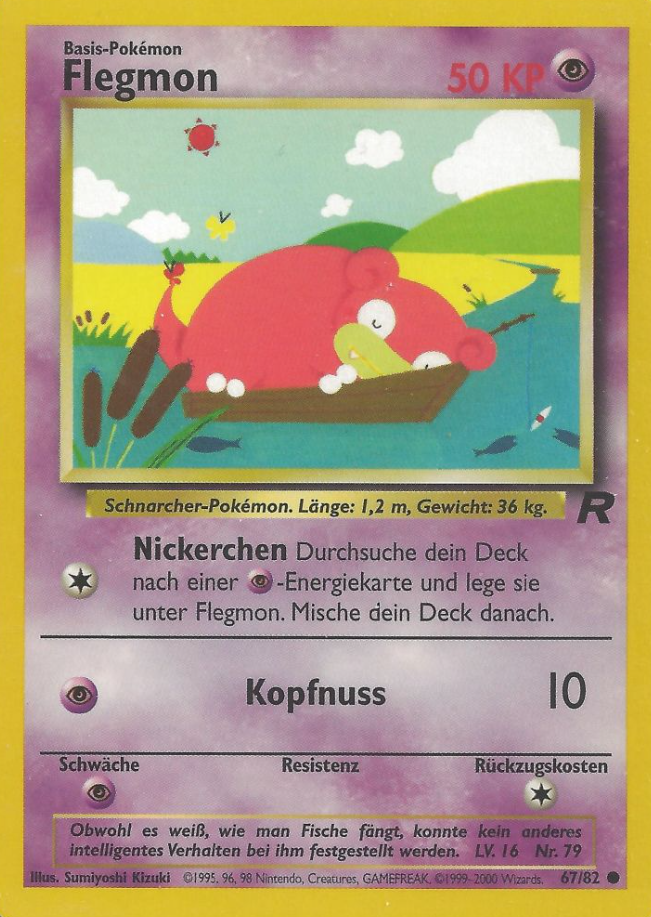 Basis-Pokémon
Flegmon
50 KP
Schnarcher-Pokémon. Länge: 1,2 m, Gewicht: 36 kg.
R
Nickerchen Durchsuche dein Deck
nach einer -Energiekarte und lege sie
unter Flegmon. Mische dein Deck danach.
Kopfnuss 10
Schwäche Resistenz Rückzugskosten
Obwohl es weiß, wie man Fische fängt, konnte kein anderes
intelligentes Verhalten bei ihm festgestellt werden. LV. 16 Nr. 79
Illus. Sumiyoshi Kizuki ©1995, 96, 98 Nintendo, Creatures, GAMEFREAK. ©1999-2000 Wizards. 67/82